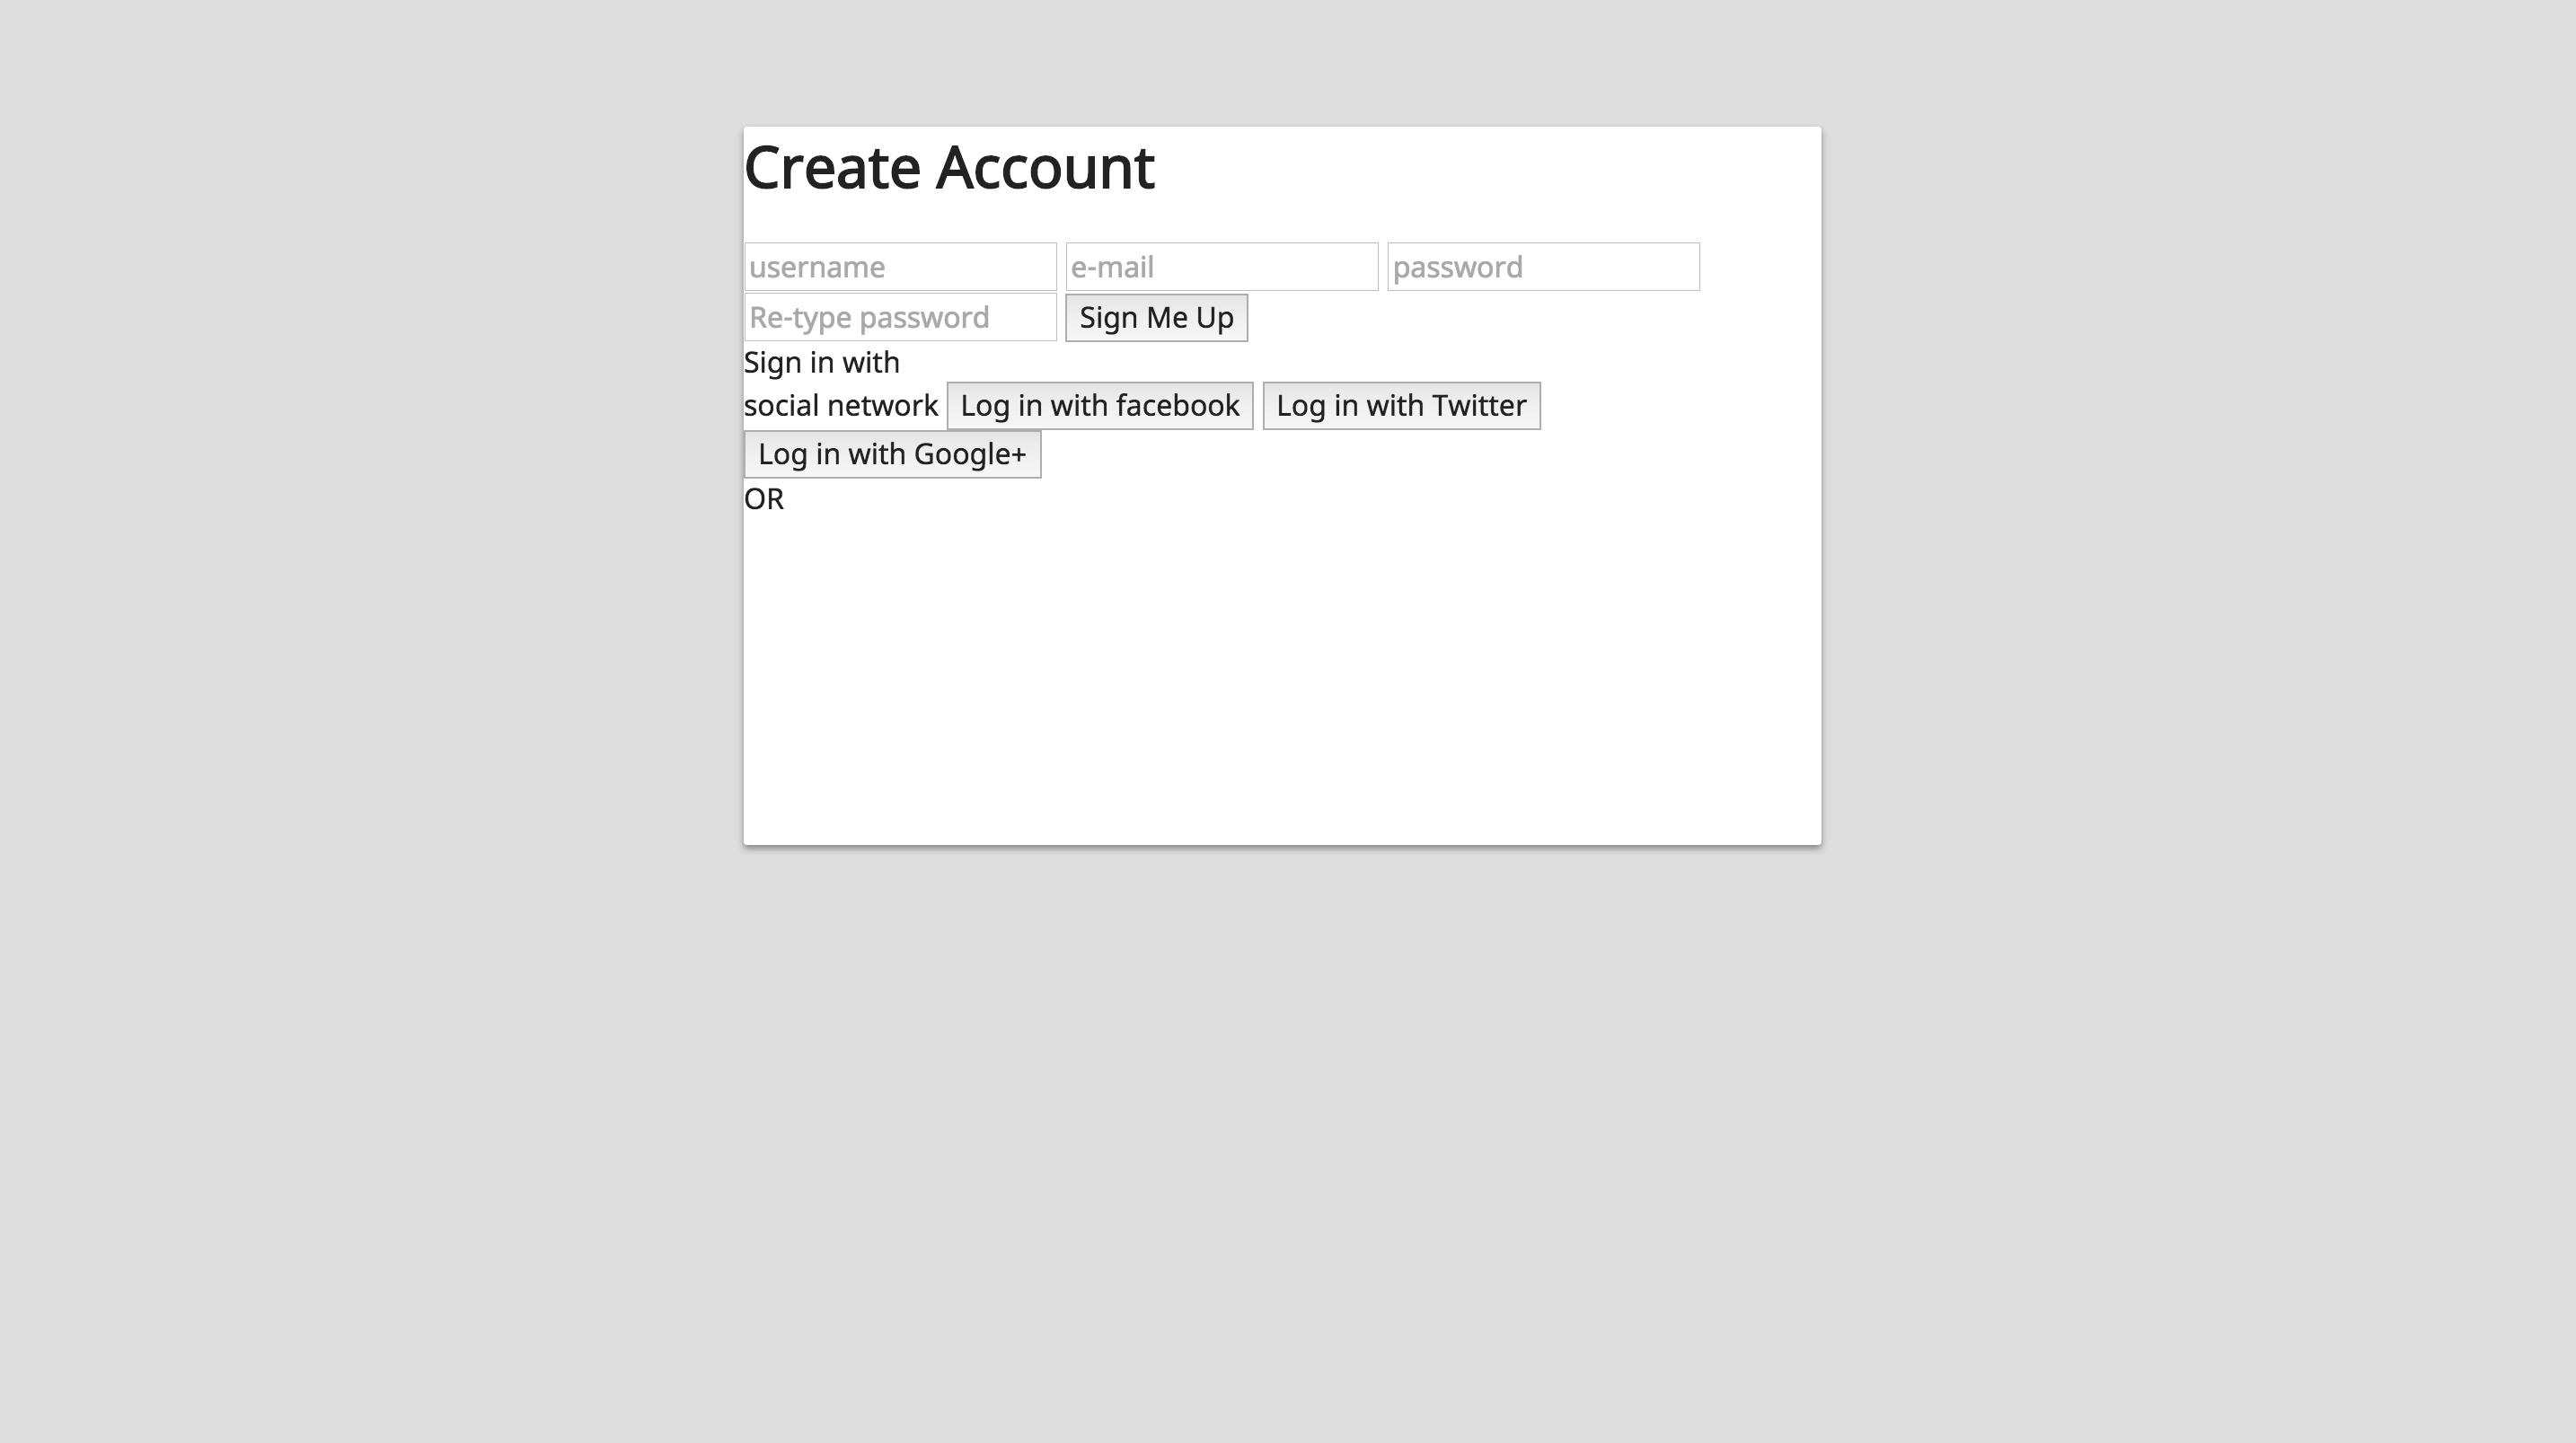 Create Account
username e-mail password
Re-type password Sign Me Up
Sign in with
social network Log in with facebook Log in with Twitter
Log in with Google+
OR